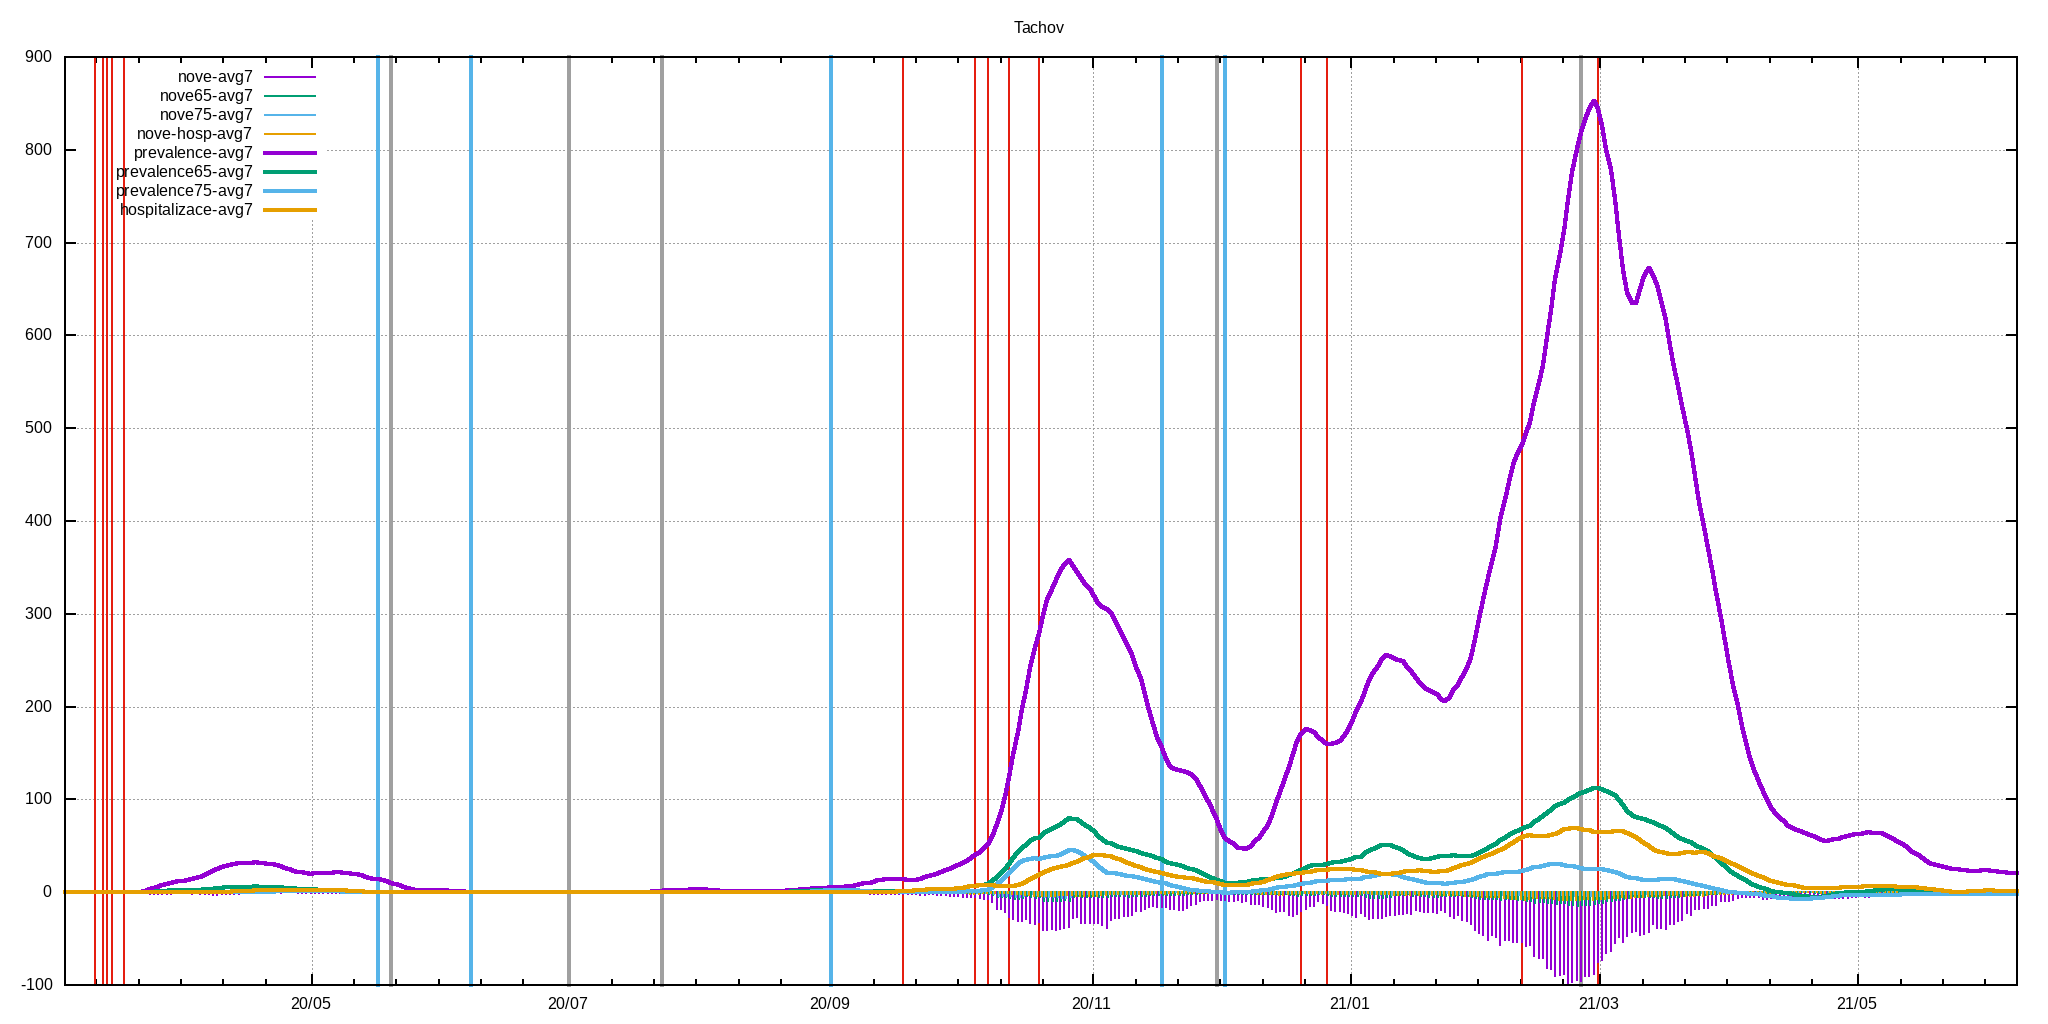 Tachov
900
800
700
600
500
400
300
200
100
0
-100
nove-avg7
nove65-avg7
nove75-avg7
nove-hosp-avg7
prevalence-avg7
prevalence65-avg7
prevalence75-avg7
hospitalizace-avg7
20/05 20/07 20/09 20/11 21/01 21/03 21/05